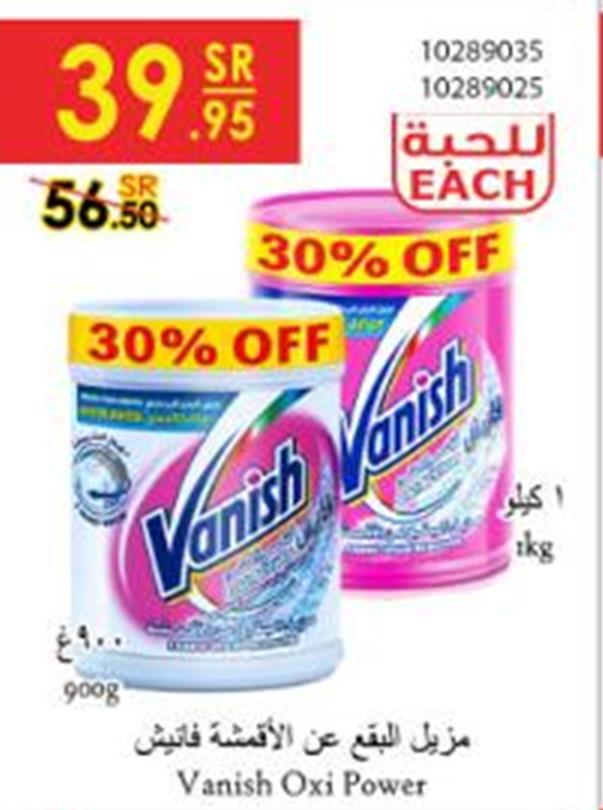 39.95 SR
56.50 SR
10289035
10289025
للحبة
EACH
30% OFF
30% OFF
Vanish
Vanish
١ كيلو
1kg
٩٠٠غ
900g
مزيل البقع عن الأقمشة فانيش
Vanish Oxi Power